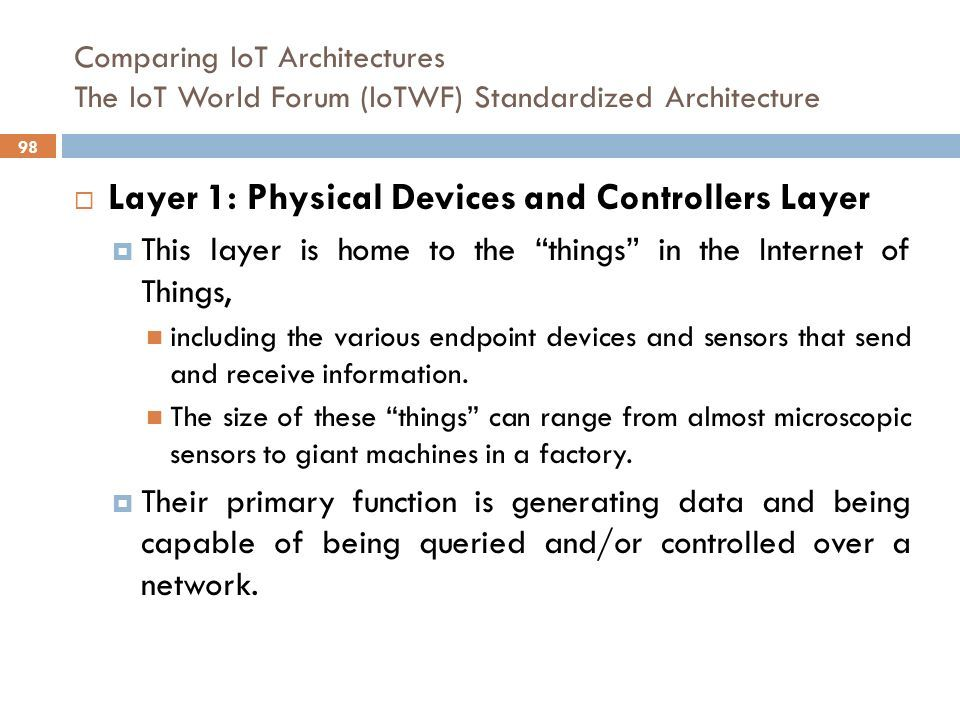 Comparing IoT Architectures
The IoT World Forum (IoTWF) Standardized Architecture
98
Layer 1: Physical Devices and Controllers Layer
This layer is home to the “things” in the Internet of
Things,
including the various endpoint devices and sensors that send
and receive information.
The size of these “things” can range from almost microscopic
sensors to giant machines in a factory.
Their primary function is generating data and being
capable of being queried and/or controlled over a
network.